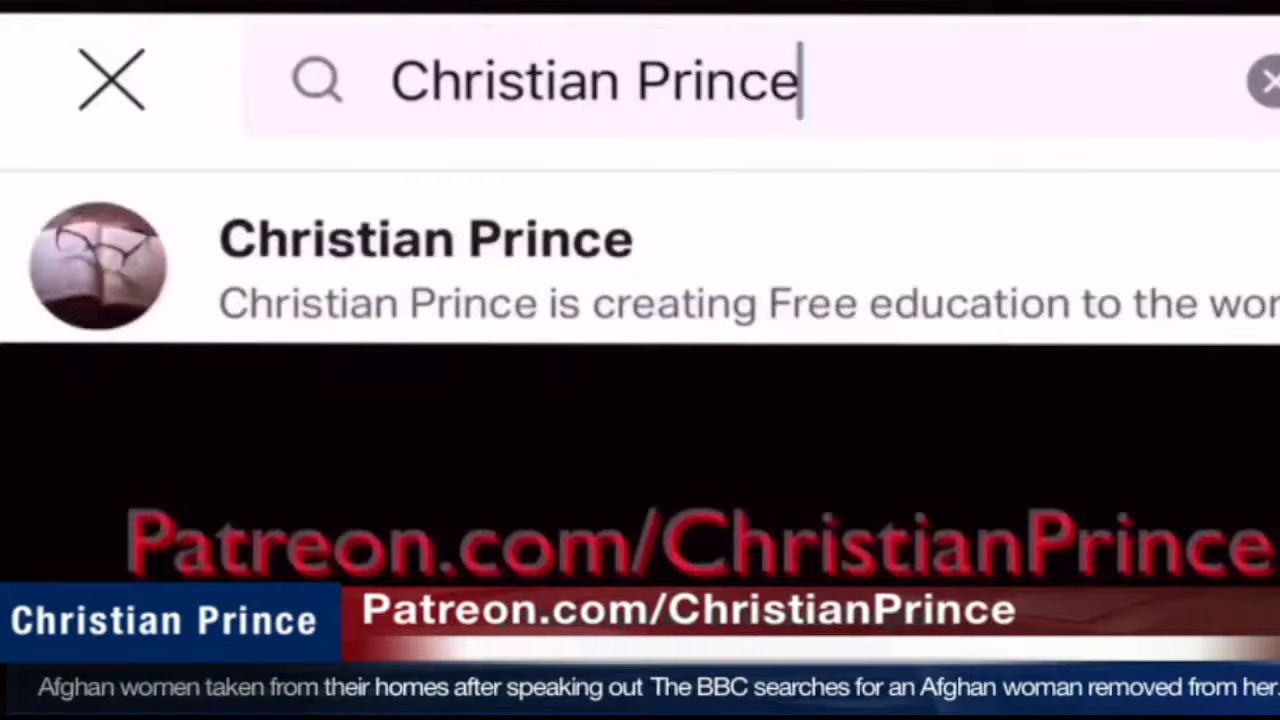 Christian Prince
Christian Prince
Christian Prince is creating Free education to the wor
Patreon.com/ChristianPrince
Christian Prince
Patreon.com/ChristianPrince
Afghan women taken from their homes after speaking out The BBC searches for an Afghan woman removed from her.